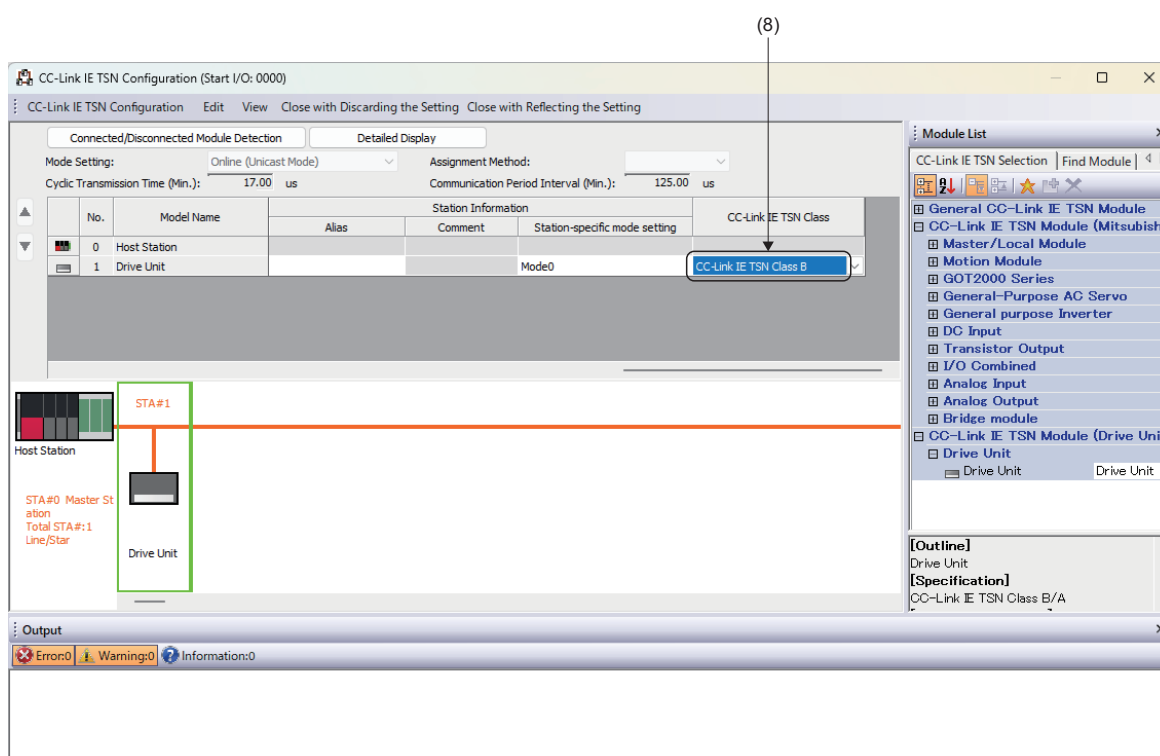 (8)
CC-Link IE TSN Configuration (Start I/O: 0000)
CC-Link IE TSN Configuration Edit View Close with Discarding the Setting Close with Reflecting the Setting
Connected/Disconnected Module Detection Detailed Display
Mode Setting: Online (Unicast Mode) Assignment Method:
Cyclic Transmission Time (Min.): 17.00 us Communication Period Interval (Min.): 125.00 us
No. Model Name Station Information CC-Link IE TSN Class
Alias Comment Station-specific mode setting
0 Host Station
1 Drive Unit Mode0 CC-Link IE TSN Class B
STA#1
Host Station
STA#0 Master St
ation
Total STA#:1
Line/Star
Drive Unit
Module List
CC-Link IE TSN Selection Find Module
General CC-Link IE TSN Module
CC-Link IE TSN Module (Mitsubish
Master/Local Module
Motion Module
GOT2000 Series
General-Purpose AC Servo
General purpose Inverter
DC Input
Transistor Output
I/O Combined
Analog Input
Analog Output
Bridge module
CC-Link IE TSN Module (Drive Uni
Drive Unit
Drive Unit Drive Unit
[Outline]
Drive Unit
[Specification]
CC-Link IE TSN Class B/A
Output
Error:0 Warning:0 Information:0